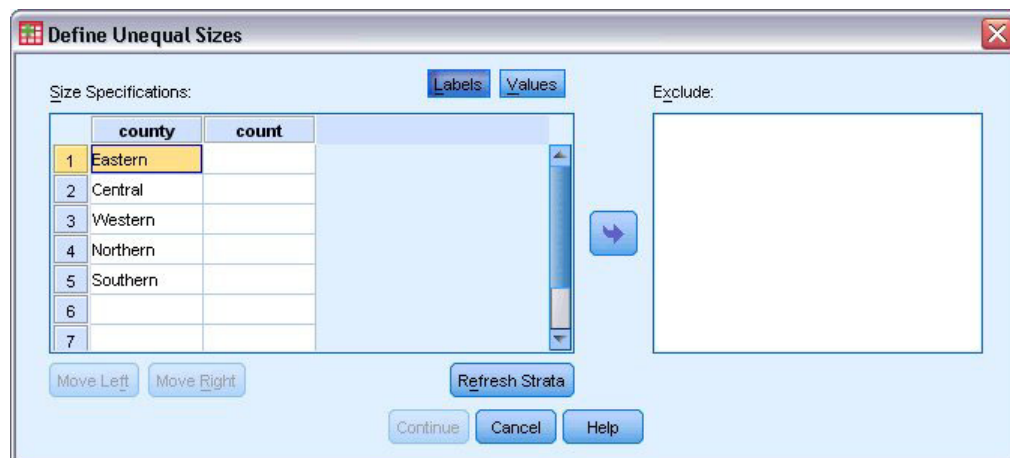 Define Unequal Sizes
Size Specifications:
Labels
Values
Exclude:
county count
1 Eastern
2 Central
3 Western
4 Northern
5 Southern
6
7
Move Left
Move Right
Refresh Strata
Continue
Cancel
Help